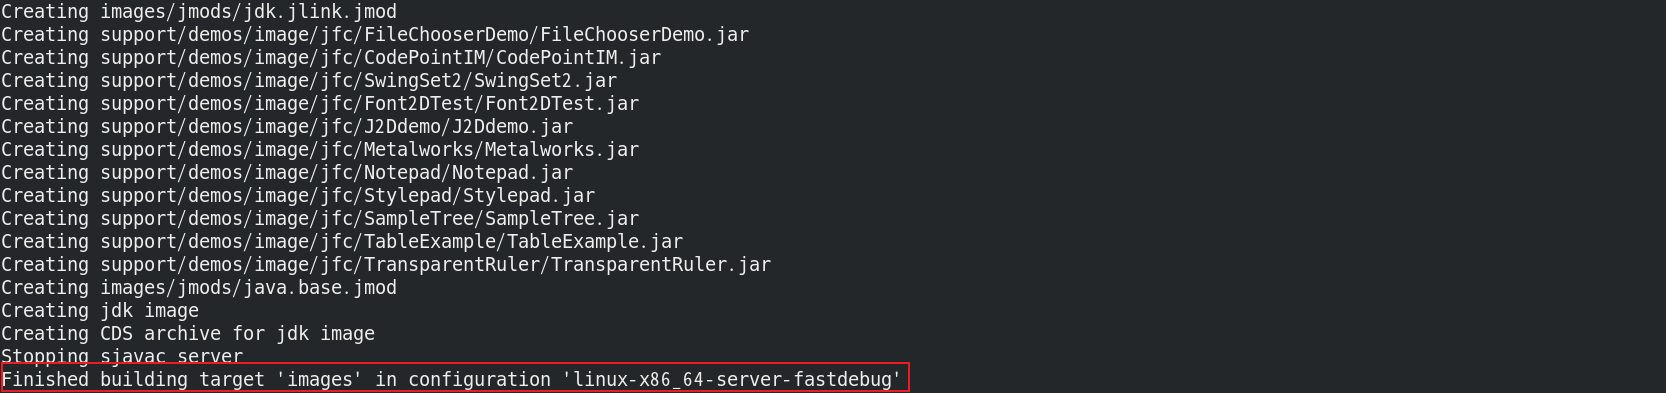 Creating images/jmods/jdk.jlink.jmod
Creating support/demos/image/jfc/FileChooserDemo/FileChooserDemo.jar
Creating support/demos/image/jfc/CodePointIM/CodePointIM.jar
Creating support/demos/image/jfc/SwingSet2/SwingSet2.jar
Creating support/demos/image/jfc/Font2DTest/Font2DTest.jar
Creating support/demos/image/jfc/J2Ddemo/J2Ddemo.jar
Creating support/demos/image/jfc/Metalworks/Metalworks.jar
Creating support/demos/image/jfc/Notepad/Notepad.jar
Creating support/demos/image/jfc/Stylepad/Stylepad.jar
Creating support/demos/image/jfc/SampleTree/SampleTree.jar
Creating support/demos/image/jfc/TableExample/TableExample.jar
Creating support/demos/image/jfc/TransparentRuler/TransparentRuler.jar
Creating images/jmods/java.base.jmod
Creating jdk image
Creating CDS archive for jdk image
Stopping sjavac server
Finished building target 'images' in configuration 'linux-x86_64-server-fastdebug'